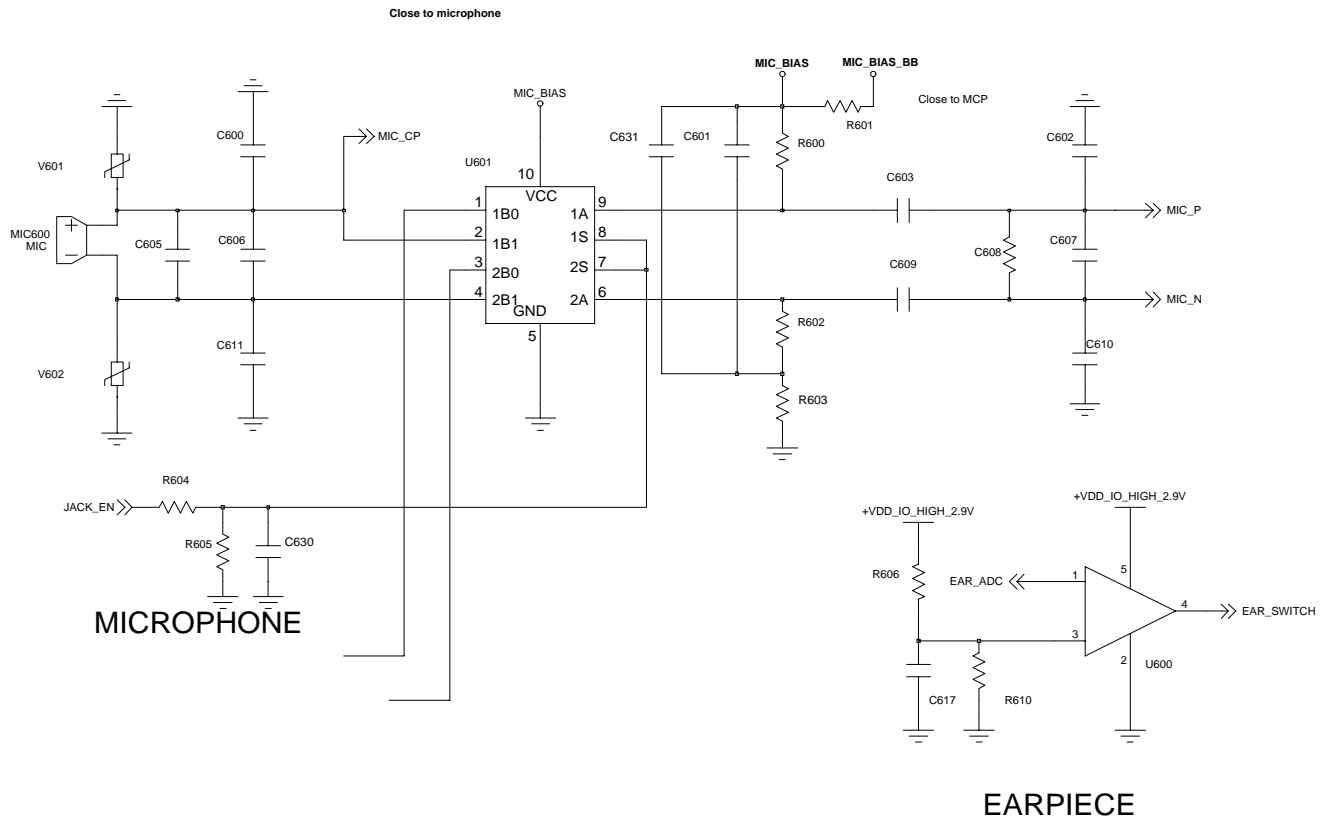 Close to microphone
MIC_BIAS
MIC_BIAS_BB
MIC_BIAS
Close to MCP
R601
C600
MIC_CP
C631
C601
R600
C602
V601
U601
10
VCC
C603
1
1B0
1A
9
MIC_P
MIC600
MIC
+
−
C605
C606
2
1B1
1S
8
C608
C607
3
2B0
2S
7
C609
4
2B1
2A
6
MIC_N
GND
5
R602
C611
C610
V602
R603
R604
JACK_EN
R605
C630
MICROPHONE
+VDD_IO_HIGH_2.9V
+VDD_IO_HIGH_2.9V
R606
EAR_ADC
1
5
4
EAR_SWITCH
3
2
U600
C617
R610
EARPIECE